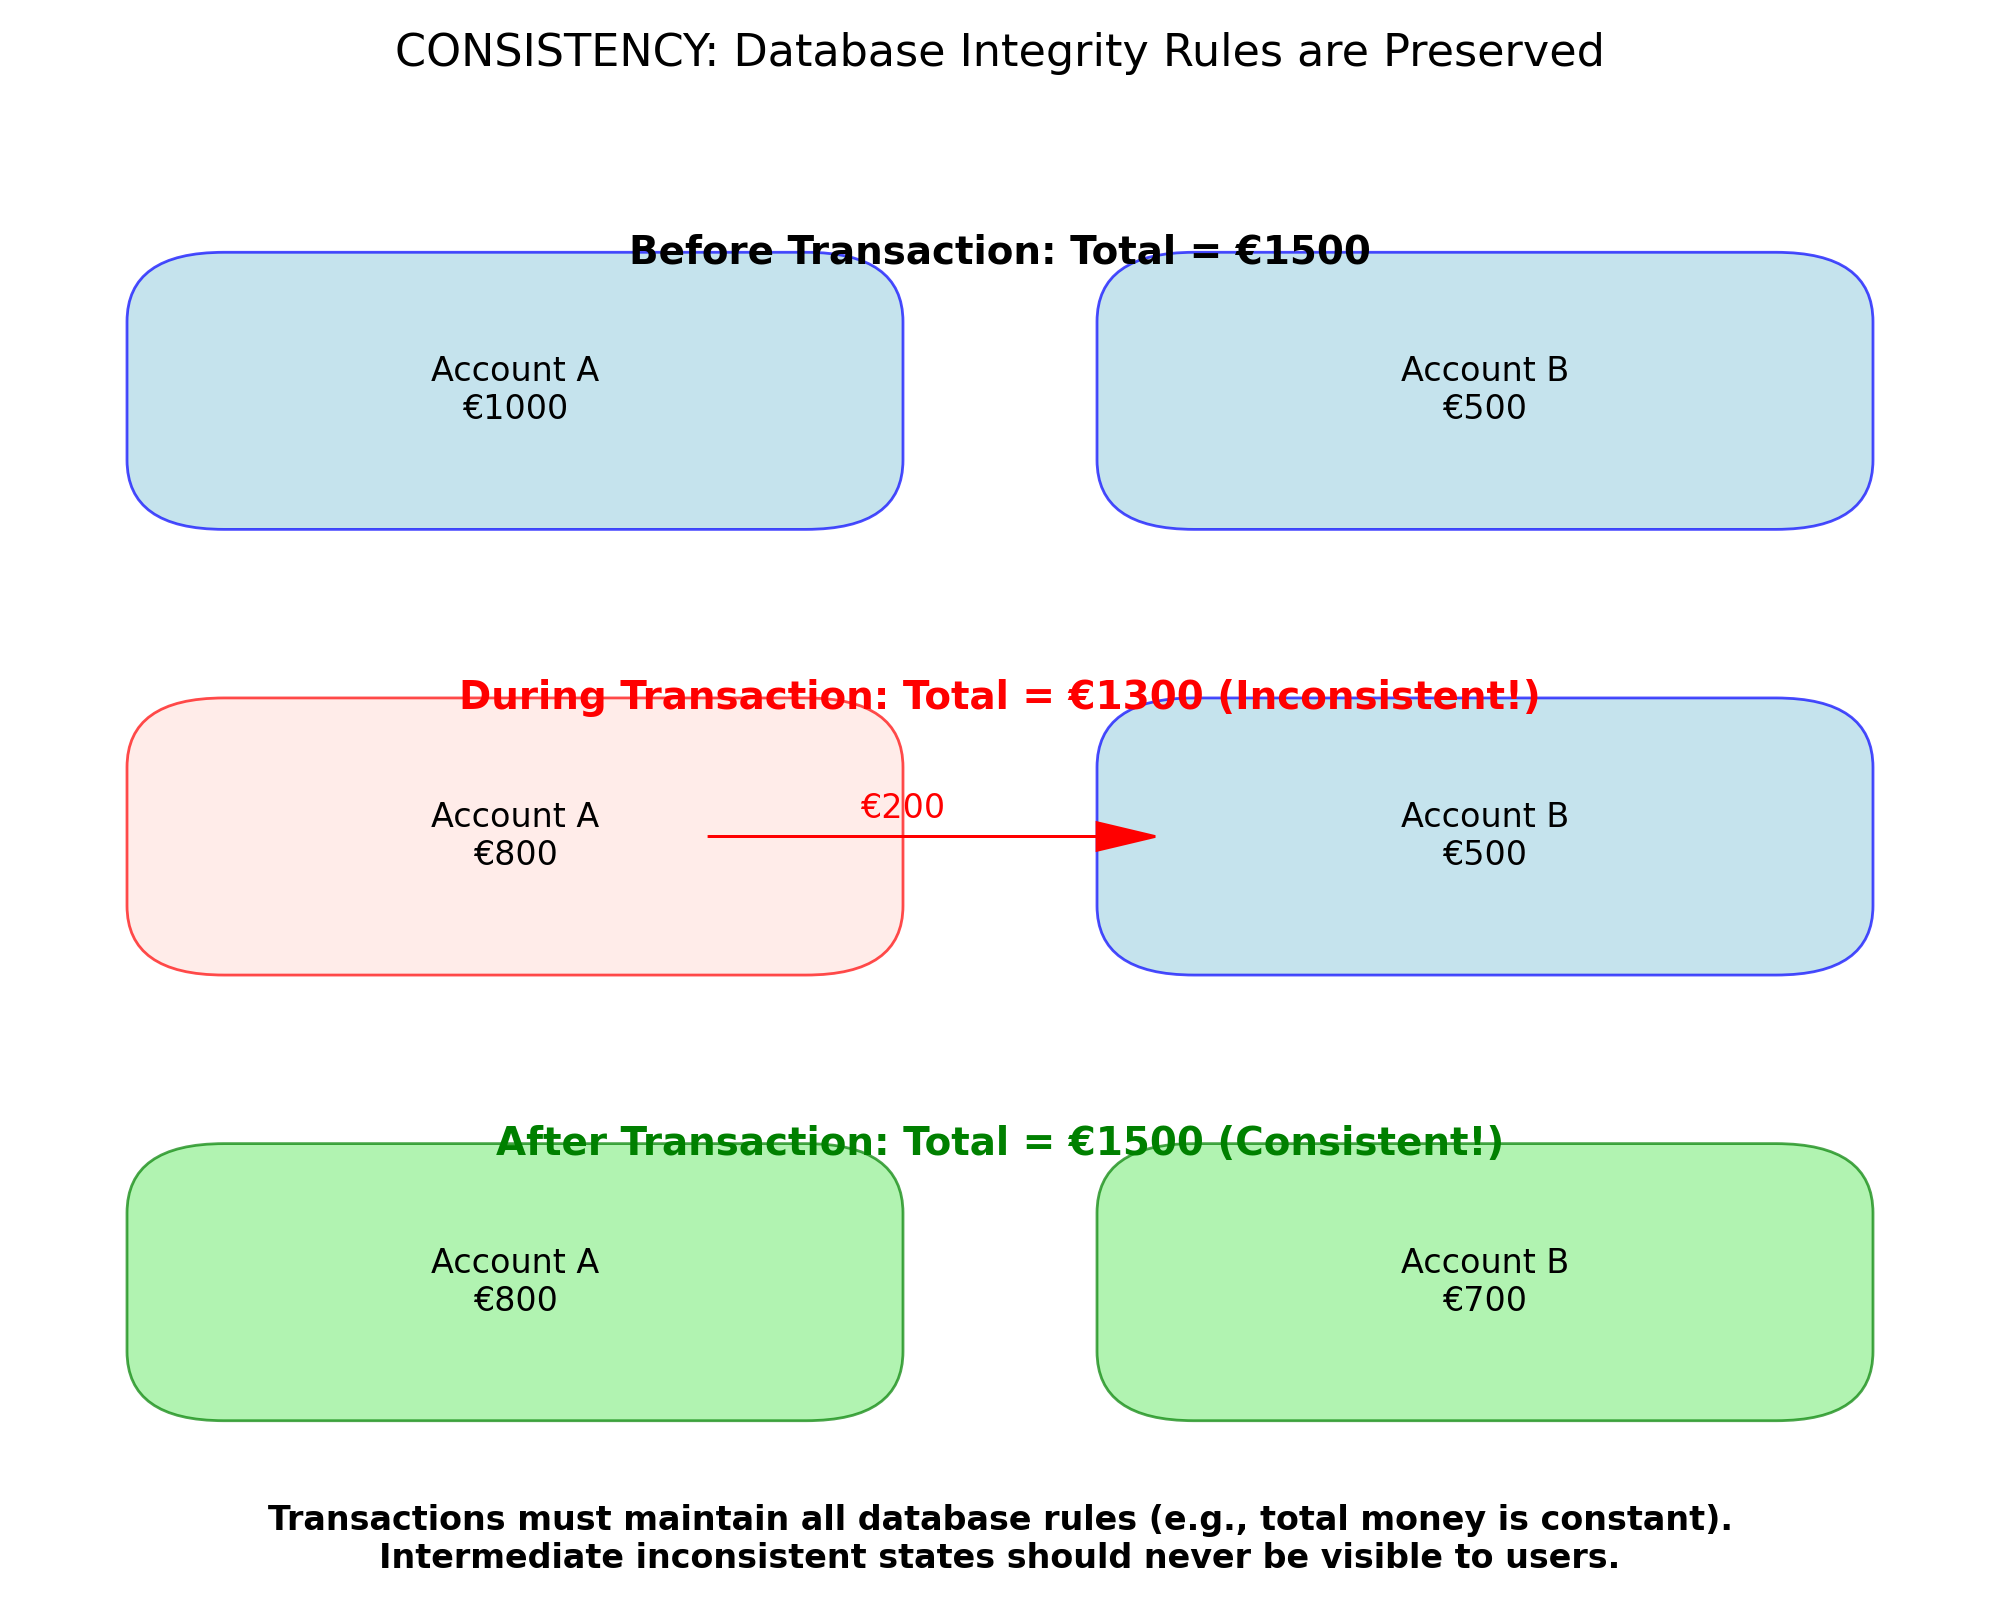 CONSISTENCY: Database Integrity Rules are Preserved
Before Transaction: Total = €1500
Account A
€1000
Account B
€500
During Transaction: Total = €1300 (Inconsistent!)
Account A
€800
€200
Account B
€500
After Transaction: Total = €1500 (Consistent!)
Account A
€800
Account B
€700
Transactions must maintain all database rules (e.g., total money is constant).
Intermediate inconsistent states should never be visible to users.